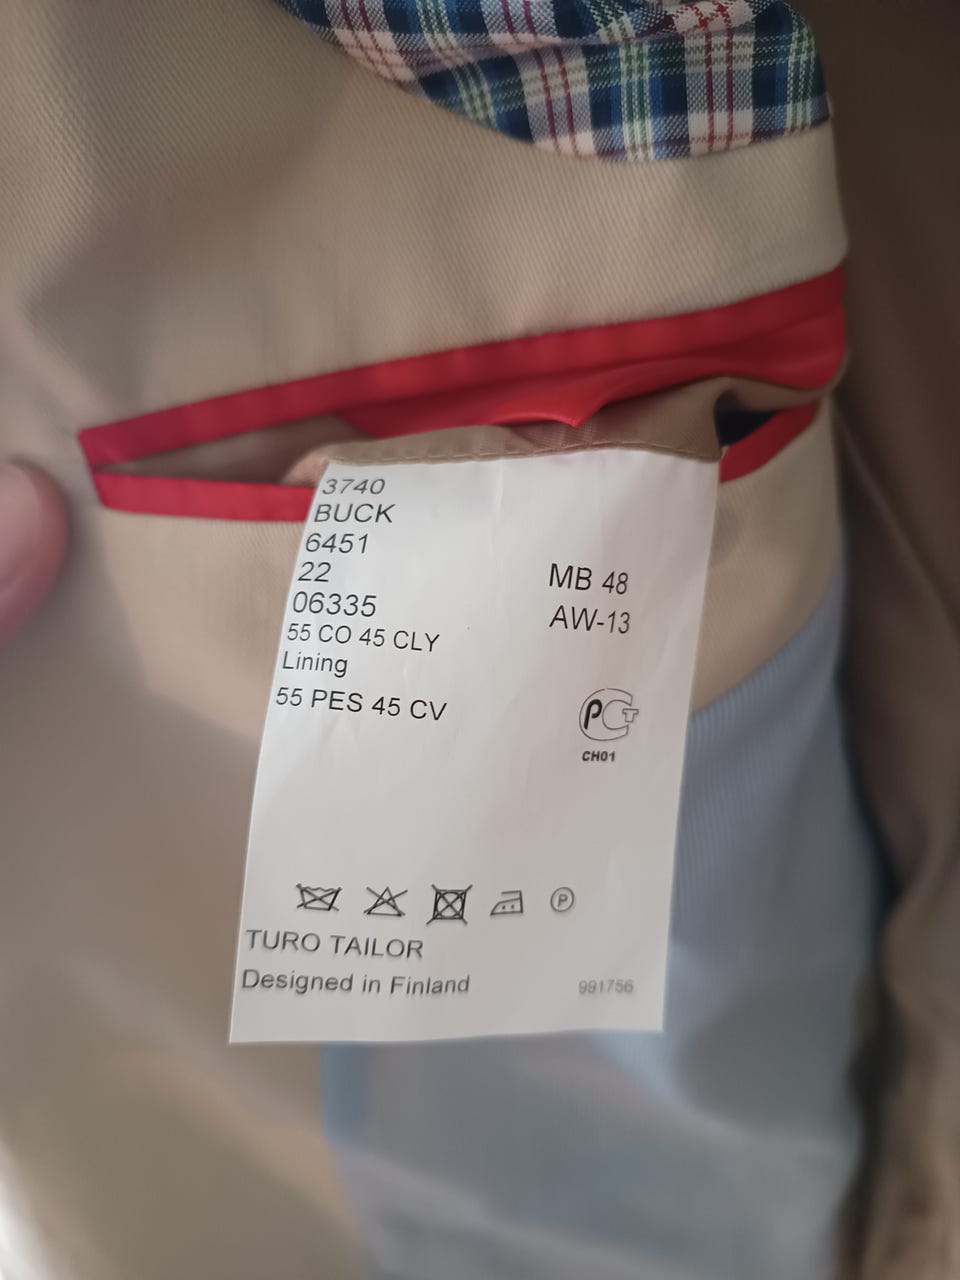 3740
BUCK
6451
22
06335
55 CO 45 CLY
Lining
55 PES 45 CV
MB 48
AW-13
PCT
CH01
P
TURO TAILOR
Designed in Finland
991756